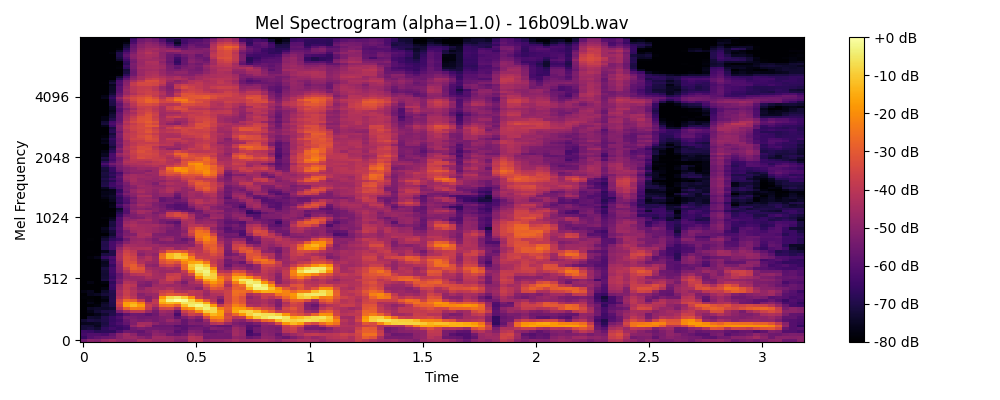 Mel Spectrogram (alpha=1.0) - 16b09Lb.wav
Mel Frequency
4096
2048
1024
512
0
0
0.5
1
1.5
2
2.5
3
Time
+0 dB
-10 dB
-20 dB
-30 dB
-40 dB
-50 dB
-60 dB
-70 dB
-80 dB